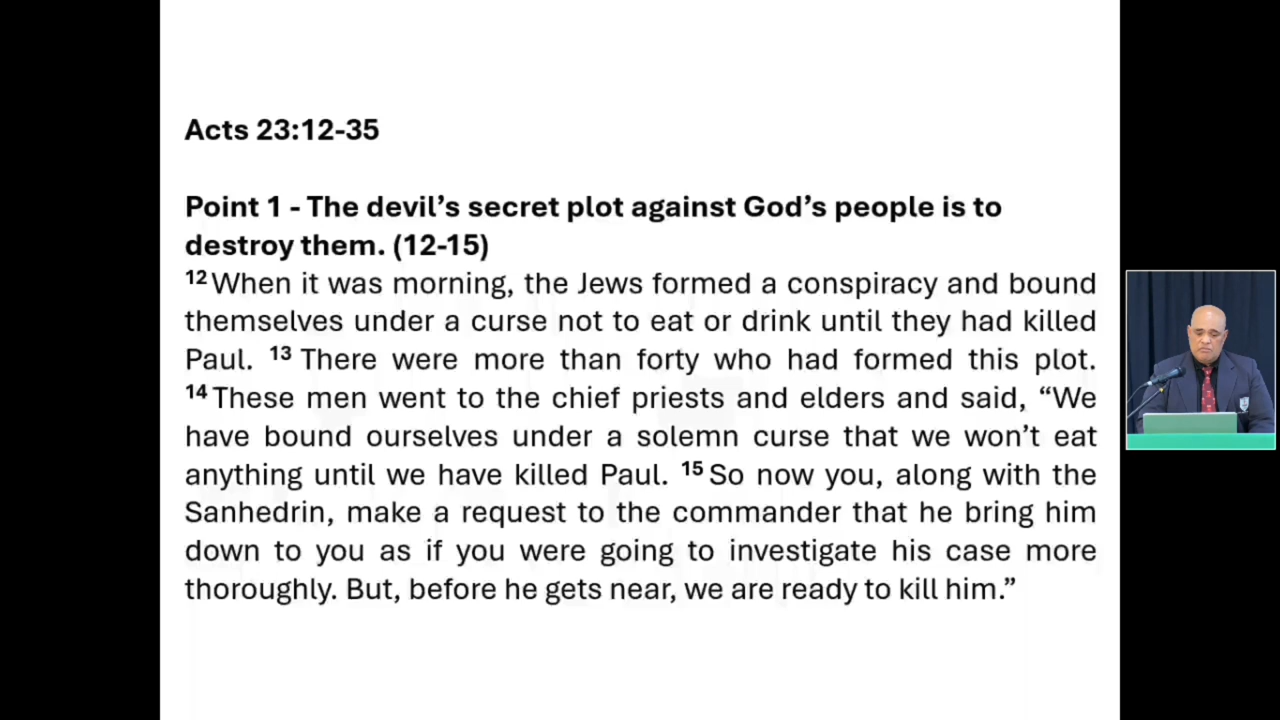 Acts 23:12-35
Point 1 - The devil’s secret plot against God’s people is to
destroy them. (12-15)
¹² When it was morning, the Jews formed a conspiracy and bound
themselves under a curse not to eat or drink until they had killed
Paul. ¹³ There were more than forty who had formed this plot.
¹⁴ These men went to the chief priests and elders and said, “We
have bound ourselves under a solemn curse that we won’t eat
anything until we have killed Paul. ¹⁵ So now you, along with the
Sanhedrin, make a request to the commander that he bring him
down to you as if you were going to investigate his case more
thoroughly. But, before he gets near, we are ready to kill him.”